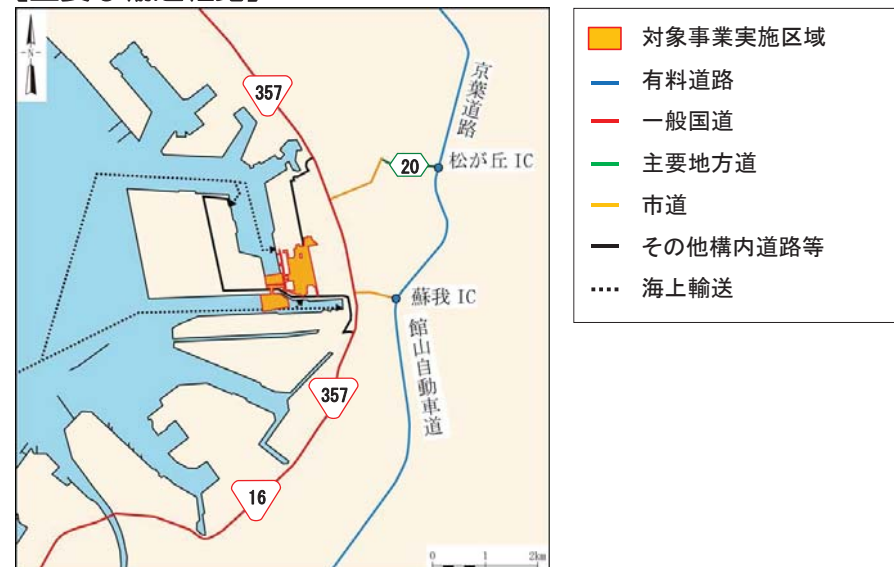 N
357
京葉道路
20
松が丘 IC
蘇我 IC
館山自動車道
357
16
0 1 2km
対象事業実施区域
有料道路
一般国道
主要地方道
市道
その他構内道路等
海上輸送